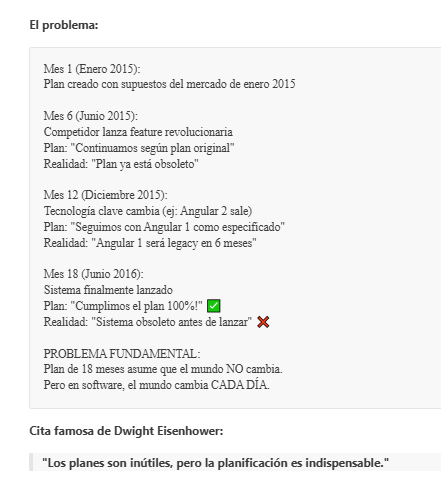 El problema:
Mes 1 (Enero 2015):
Plan creado con supuestos del mercado de enero 2015
Mes 6 (Junio 2015):
Competidor lanza feature revolucionaria
Plan: "Continuamos según plan original"
Realidad: "Plan ya está obsoleto"
Mes 12 (Diciembre 2015):
Tecnología clave cambia (ej: Angular 2 sale)
Plan: "Seguimos con Angular 1 como especificado"
Realidad: "Angular 1 será legacy en 6 meses"
Mes 18 (Junio 2016):
Sistema finalmente lanzado
Plan: "Cumplimos el plan 100%!" ✅
Realidad: "Sistema obsoleto antes de lanzar" ❌
PROBLEMA FUNDAMENTAL:
Plan de 18 meses asume que el mundo NO cambia.
Pero en software, el mundo cambia CADA DÍA.
Cita famosa de Dwight Eisenhower:
"Los planes son inútiles, pero la planificación es indispensable."